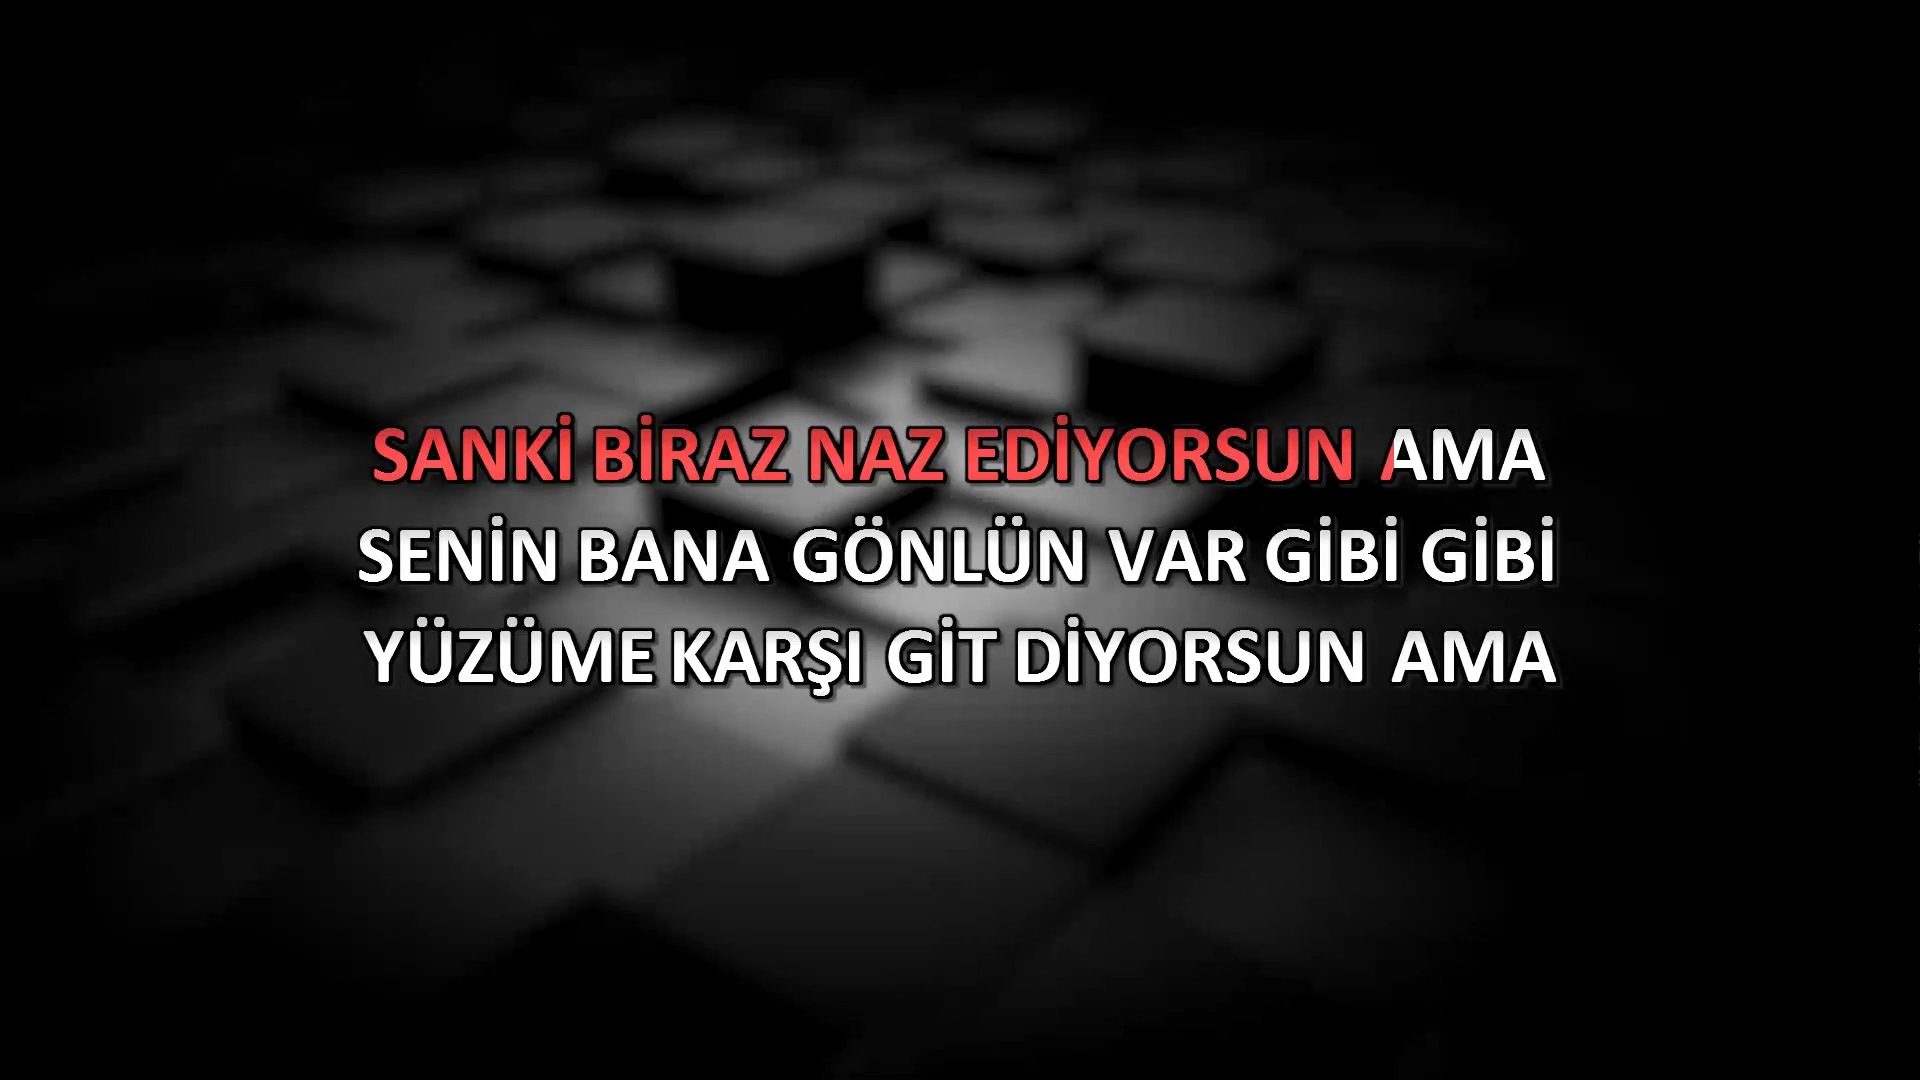 SANKİ BİRAZ NAZ EDİYORSUN AMA
SENİN BANA GÖNLÜN VAR GİBİ GİBİ
YÜZÜME KARŞI GİT DİYORSUN AMA